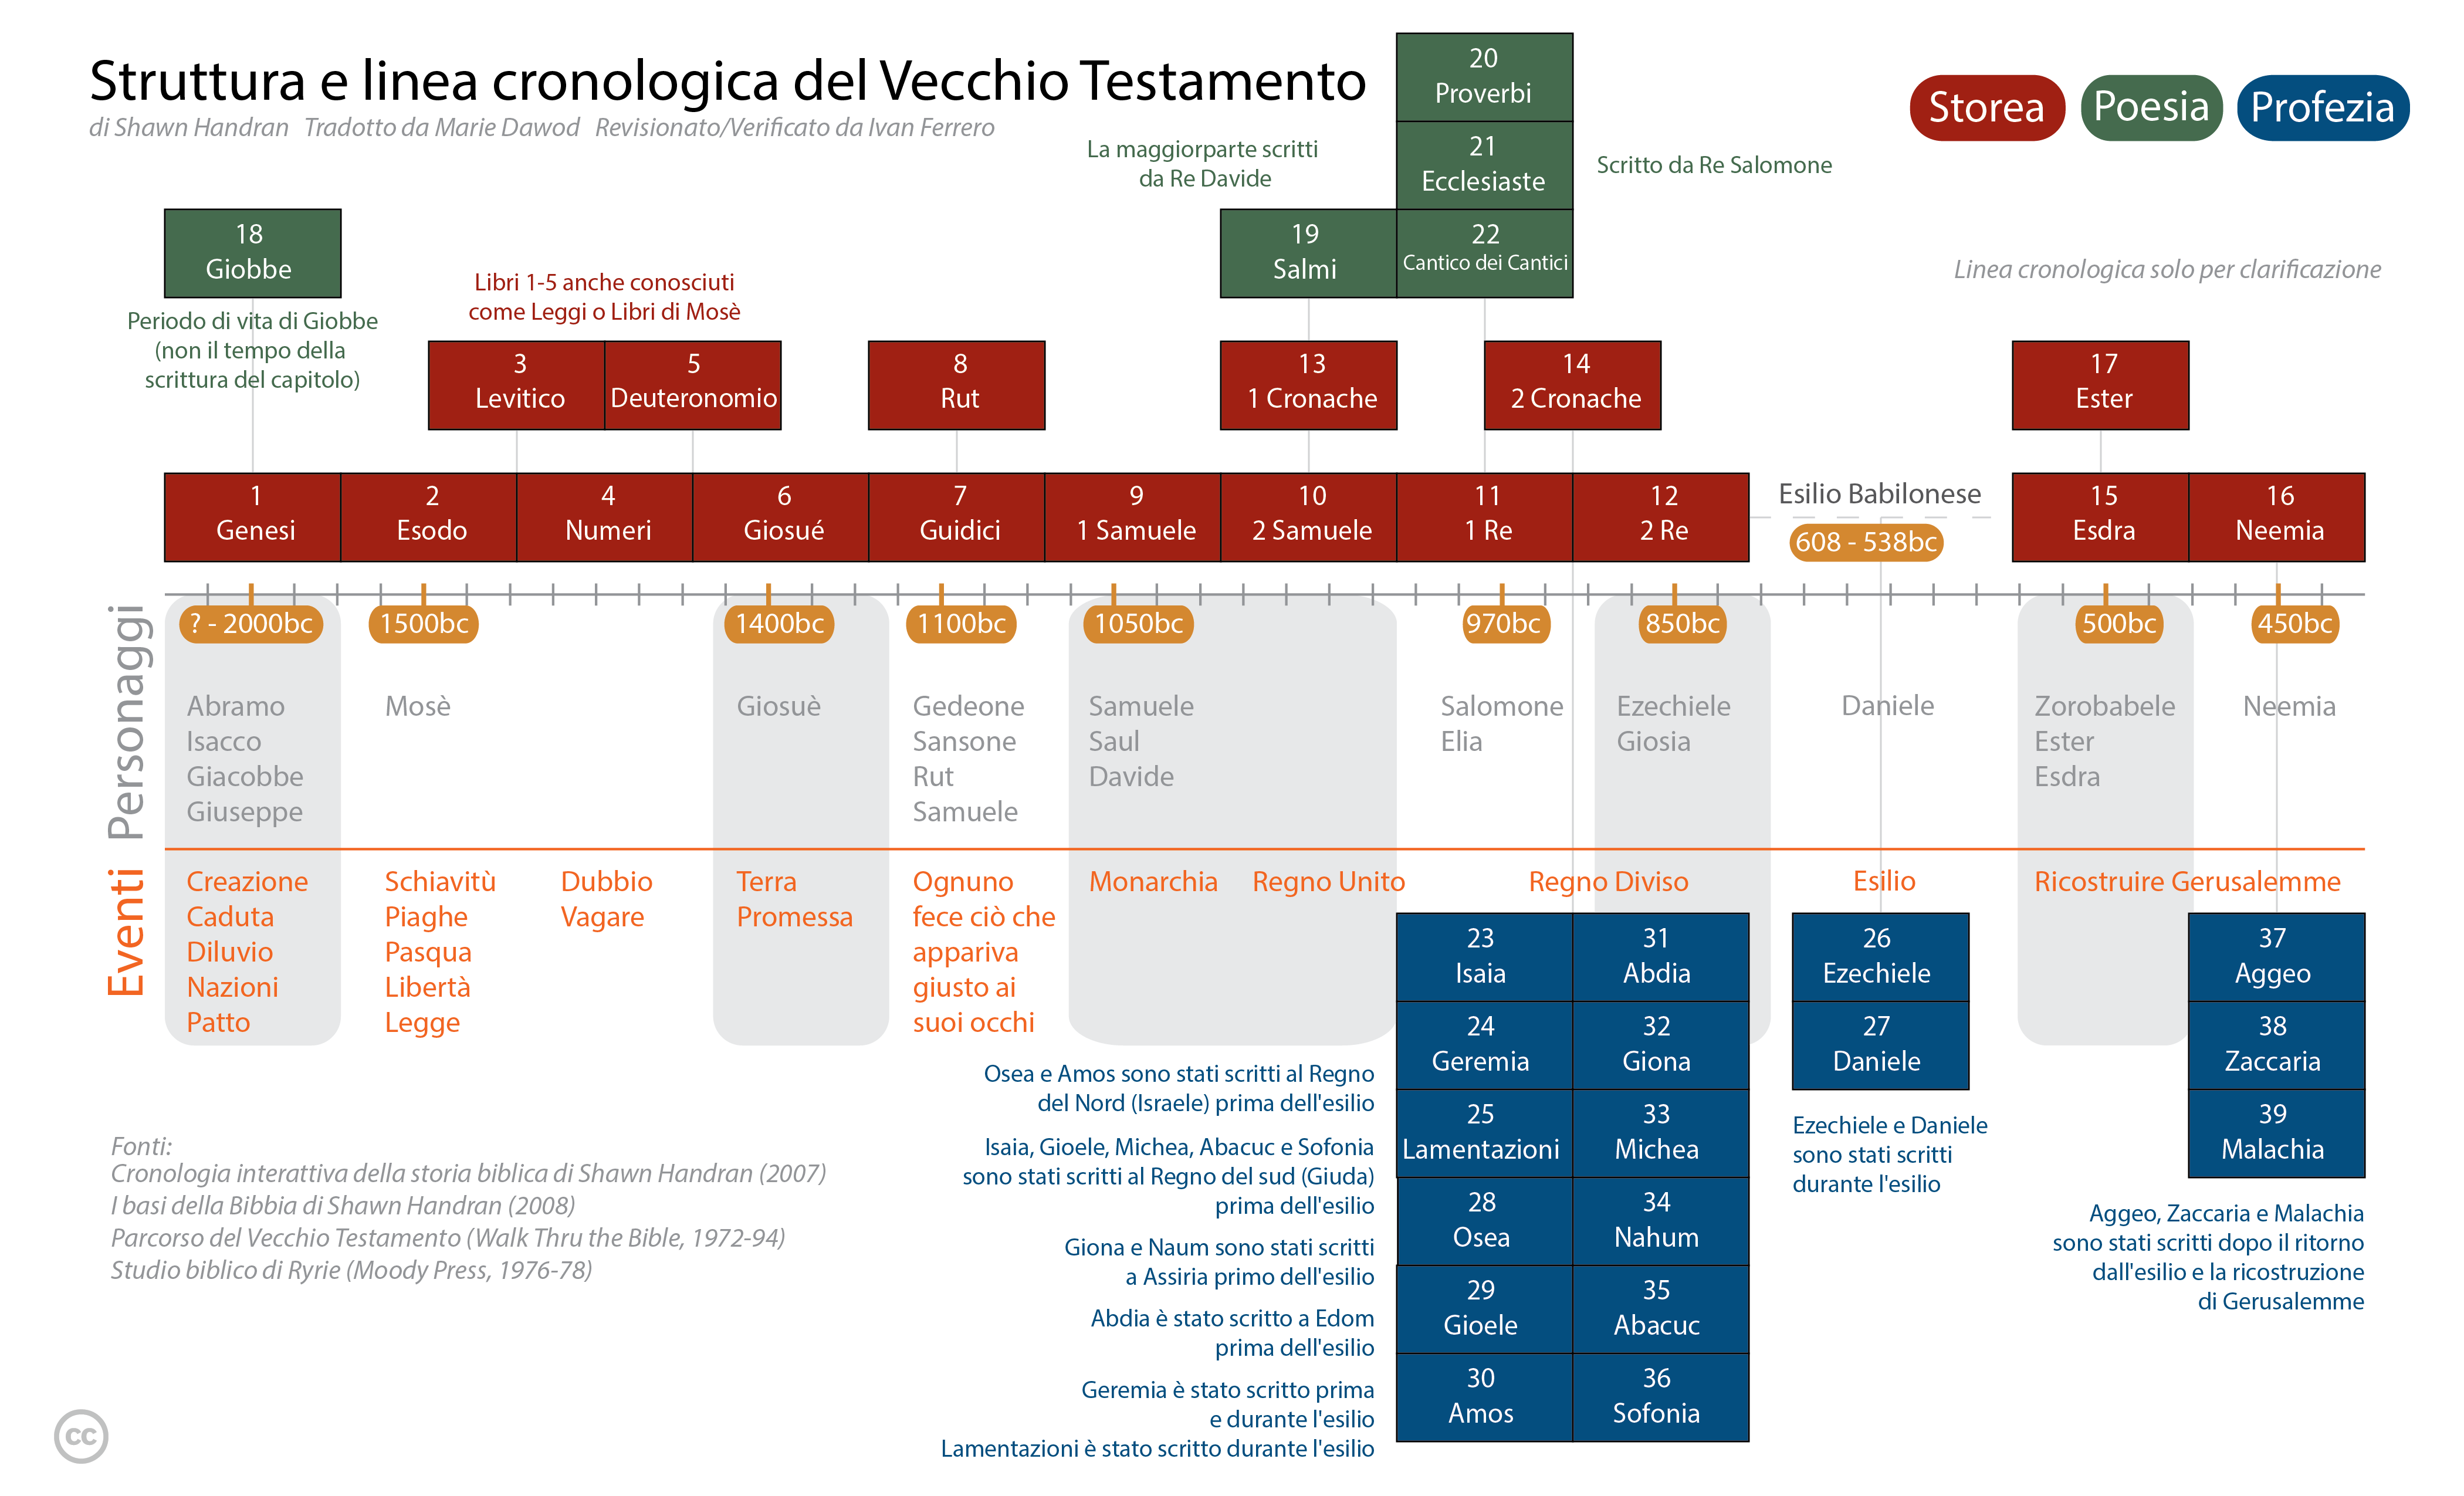 Struttura e linea cronologica del Vecchio Testamento
di Shawn Handran   Tradotto da Marie Dawod   Revisionato/Verificato da Ivan Ferrero
Storea
Poesia
Profezia
Linea cronologica solo per clarificazione
20
Proverbi
21
Ecclesiaste
22
Cantico dei Cantici
Scritto da Re Salomone
La maggiorparte scritti
da Re Davide
19
Salmi
18
Giobbe
Periodo di vita di Giobbe
(non il tempo della
scrittura del capitolo)
Libri 1-5 anche conosciuti
come Leggi o Libri di Mosè
3
Levitico
5
Deuteronomio
8
Rut
13
1 Cronache
14
2 Cronache
17
Ester
1
Genesi
2
Esodo
4
Numeri
6
Giosué
7
Guidici
9
1 Samuele
10
2 Samuele
11
1 Re
12
2 Re
Esilio Babilonese
608 - 538bc
15
Esdra
16
Neemia
? - 2000bc
1500bc
1400bc
1100bc
1050bc
970bc
850bc
500bc
450bc
Personaggi
Abramo
Isacco
Giacobbe
Giuseppe
Mosè
Giosuè
Gedeone
Sansone
Rut
Samuele
Samuele
Saul
Davide
Salomone
Elia
Ezechiele
Giosia
Daniele
Zorobabele
Ester
Esdra
Neemia
Eventi
Creazione
Caduta
Diluvio
Nazioni
Patto
Schiavitù
Piaghe
Pasqua
Libertà
Legge
Dubbio
Vagare
Terra
Promessa
Ognuno
fece ciò che
appariva
giusto ai
suoi occhi
Monarchia
Regno Unito
Regno Diviso
Esilio
Ricostruire Gerusalemme
23
Isaia
24
Geremia
25
Lamentazioni
28
Osea
29
Gioele
30
Amos
31
Abdia
32
Giona
33
Michea
34
Nahum
35
Abacuc
36
Sofonia
26
Ezechiele
27
Daniele
37
Aggeo
38
Zaccaria
39
Malachia
Osea e Amos sono stati scritti al Regno
del Nord (Israele) prima dell'esilio
Isaia, Gioele, Michea, Abacuc e Sofonia
sono stati scritti al Regno del sud (Giuda)
prima dell'esilio
Giona e Naum sono stati scritti
a Assiria primo dell'esilio
Abdia è stato scritto a Edom
prima dell'esilio
Geremia è stato scritto prima
e durante l'esilio
Lamentazioni è stato scritto durante l'esilio
Ezechiele e Daniele
sono stati scritti
durante l'esilio
Aggeo, Zaccaria e Malachia
sono stati scritti dopo il ritorno
dall'esilio e la ricostruzione
di Gerusalemme
Fonti:
Cronologia interattiva della storia biblica di Shawn Handran (2007)
I basi della Bibbia di Shawn Handran (2008)
Parcorso del Vecchio Testamento (Walk Thru the Bible, 1972-94)
Studio biblico di Ryrie (Moody Press, 1976-78)
cc